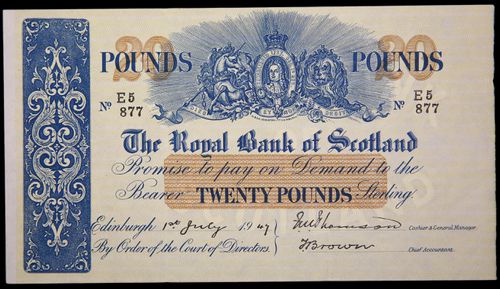 20 POUNDS 20 POUNDS
No E5 877 No E5 877
The Royal Bank of Scotland
Promise to pay on Demand to the
Bearer TWENTY POUNDS Sterling.
Edinburgh 1st July 1947
By Order of the Court of Directors
Cashier & General Manager
Brown Chief Accountant.